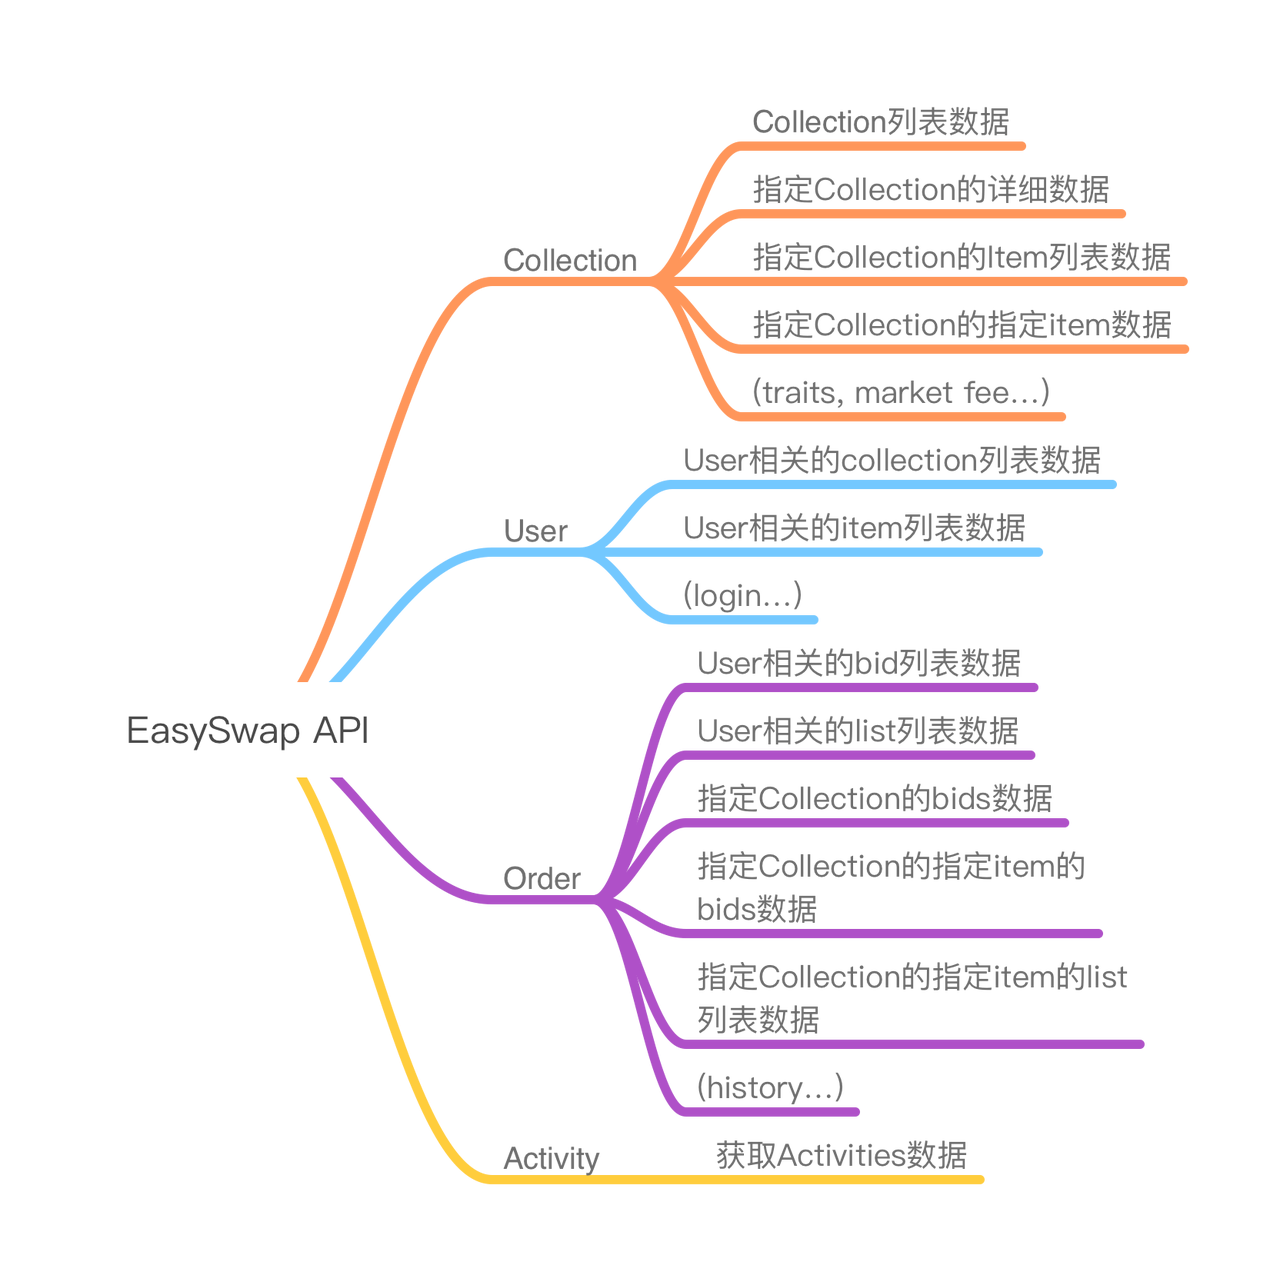 Collection列表数据
指定Collection的详细数据
Collection
指定Collection的Item列表数据
指定Collection的指定item数据
(traits, market fee...)
User相关的collection列表数据
User
User相关的item列表数据
(login...)
User相关的bid列表数据
EasySwap API
User相关的list列表数据
指定Collection的bids数据
Order
指定Collection的指定item的
bids数据
指定Collection的指定item的list
列表数据
(history...)
Activity
获取Activities数据